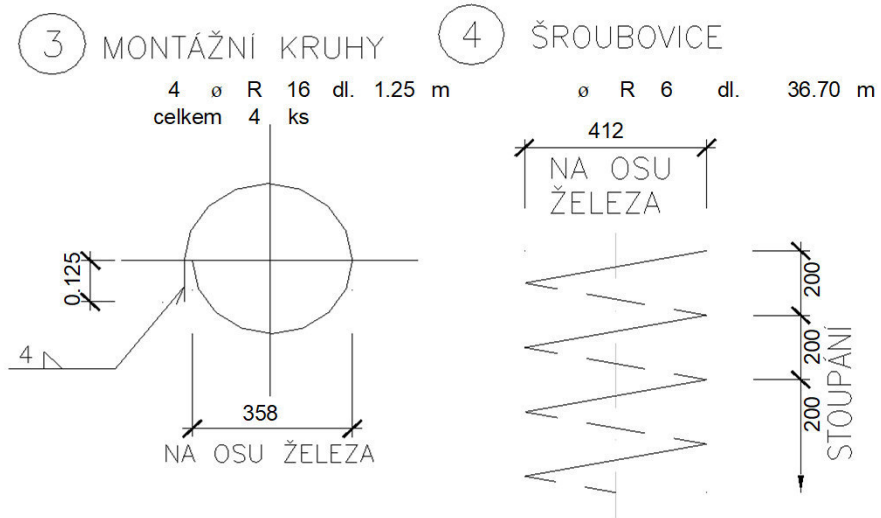 3 MONTÁŽNÍ KRUHY
4 ø R 16 dl. 1.25 m
celkem 4 ks
0.125
4
358
NA OSU ŽELEZA
4 ŠROUBOVICE
ø R 6 dl. 36.70 m
412
NA OSU
ŽELEZA
200
200
200
STOUPÁNÍ